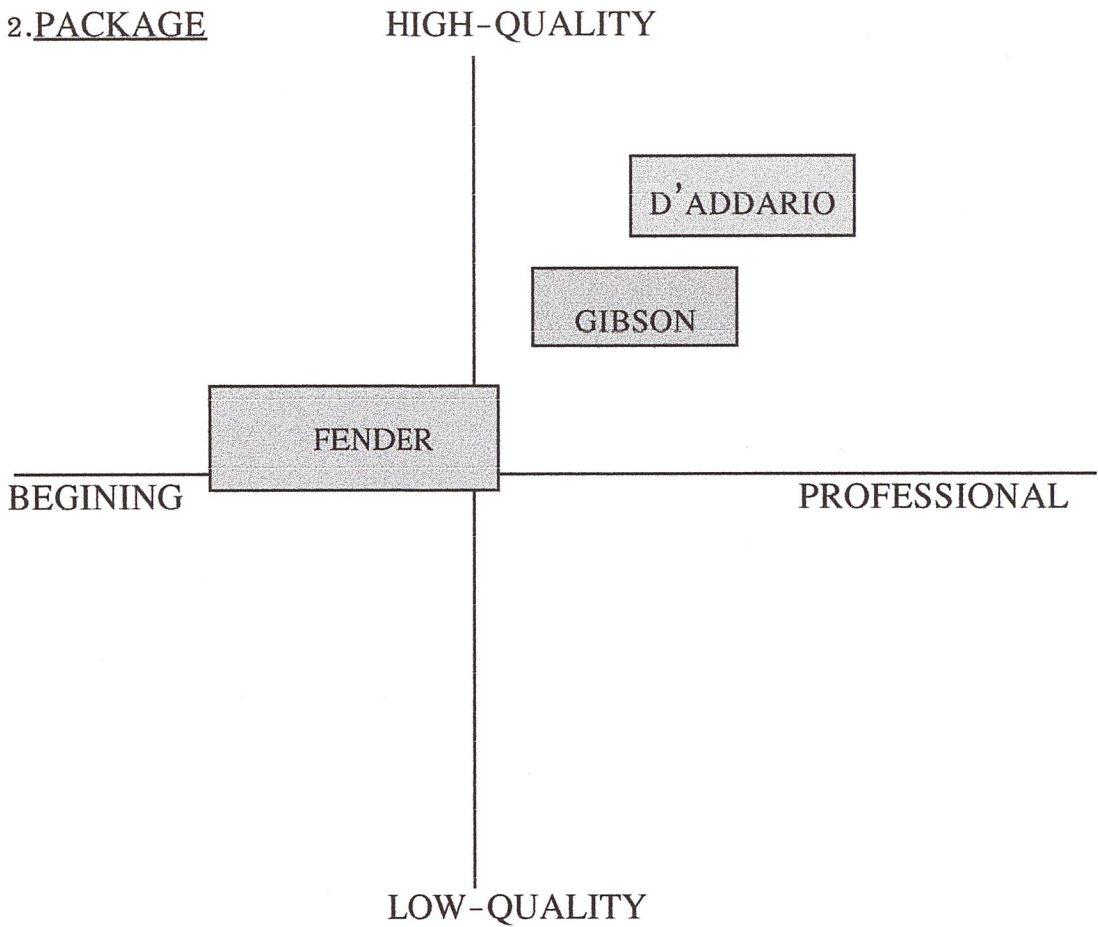 2.PACKAGE
HIGH-QUALITY
D'ADDARIO
GIBSON
FENDER
BEGINING
PROFESSIONAL
LOW-QUALITY